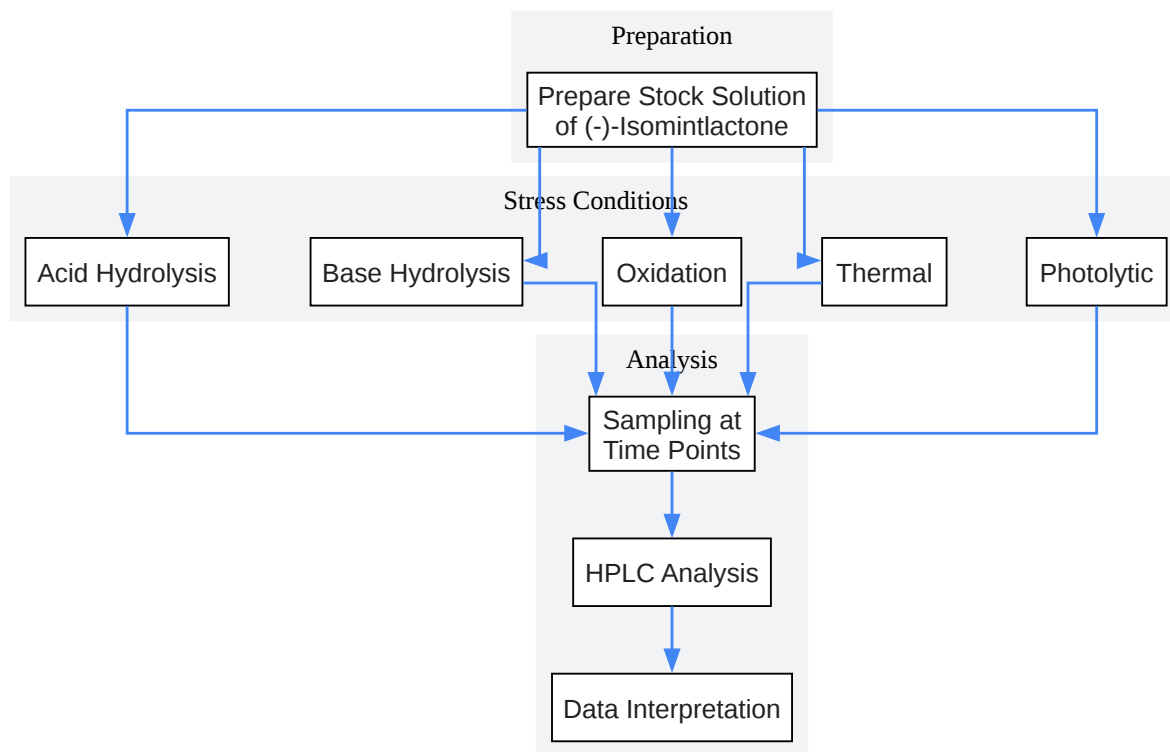 Preparation
Prepare Stock Solution
of (-)-Isomintlactone
Stress Conditions
Acid Hydrolysis
Base Hydrolysis
Oxidation
Thermal
Photolytic
Analysis
Sampling at
Time Points
HPLC Analysis
Data Interpretation